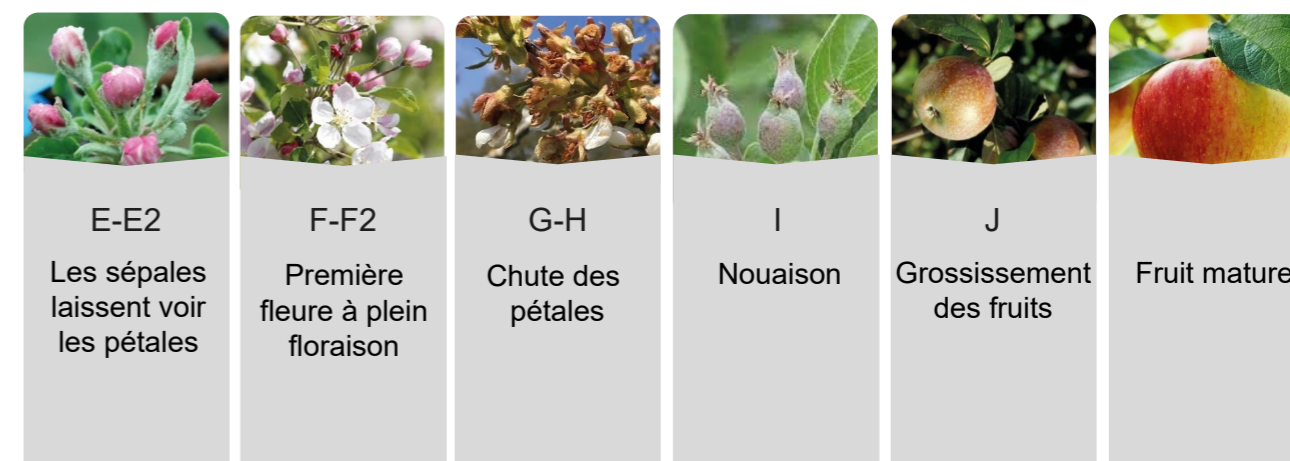 E-E2
Les sépales
laissent voir
les pétales
F-F2
Première
fleure à plein
floraison
G-H
Chute des
pétales
I
Nouaison
J
Grossissement
des fruits
Fruit mature